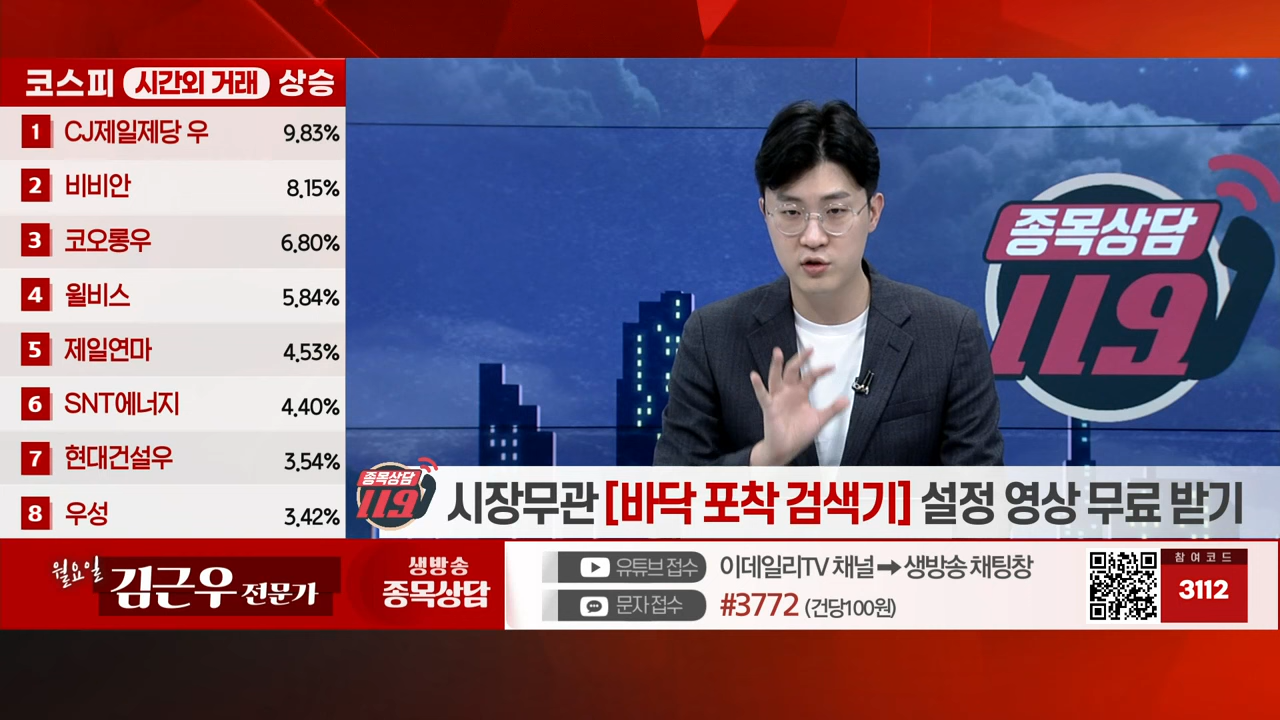 코스피 시간외 거래 상승
1 CJ제일제당 우 9.83%
2 비비안 8.15%
3 코오롱우 6.80%
4 윌비스 5.84%
5 제일연마 4.53%
6 SNT에너지 4.40%
7 현대건설우 3.54%
8 우성 3.42%
종목상담
119
종목상담
119
시장무관 [바닥 포착 검색기] 설정 영상 무료 받기
월요일 김근우 전문가
생방송
종목상담
유튜브 접수 이데일리TV 채널➡생방송 채팅창
문자 접수 #3772 (건당100원)
참여코드
3112